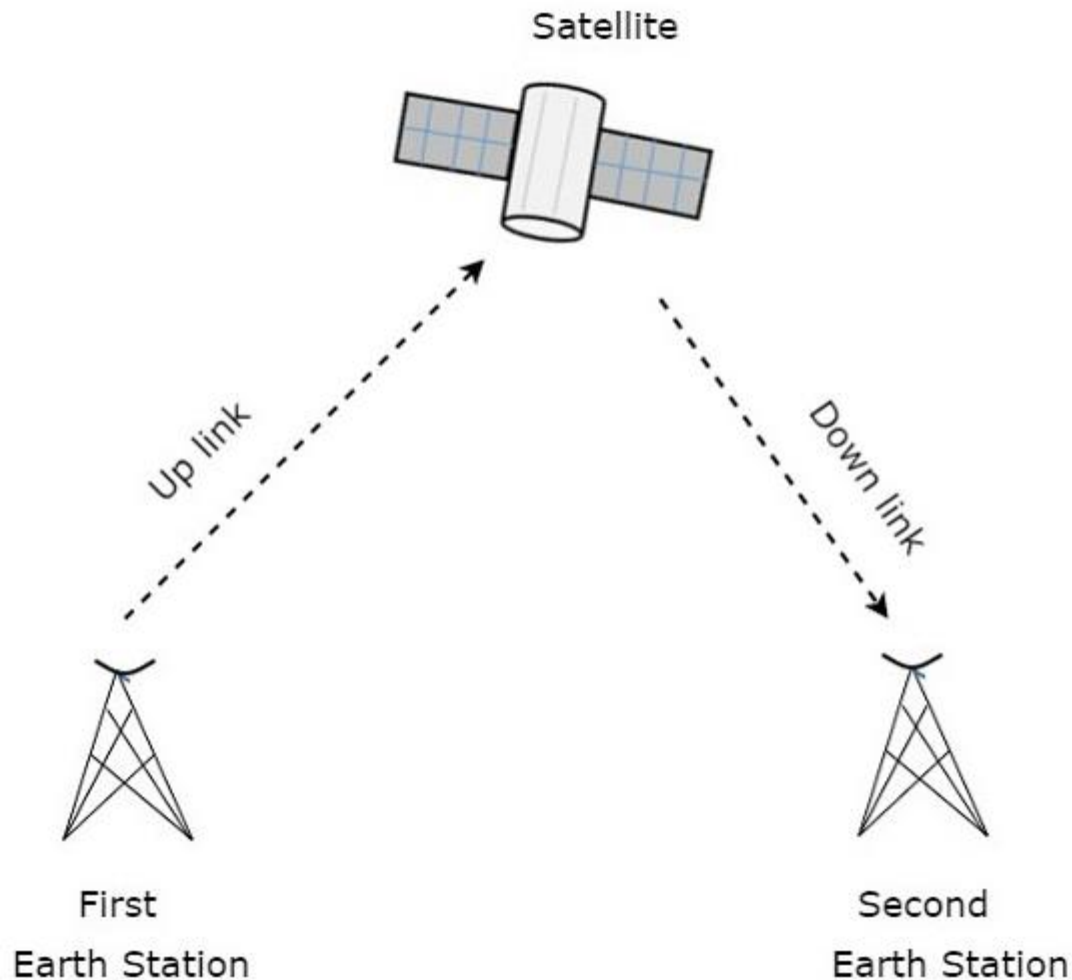 Satellite
Up link
Down link
First
Earth Station
Second
Earth Station